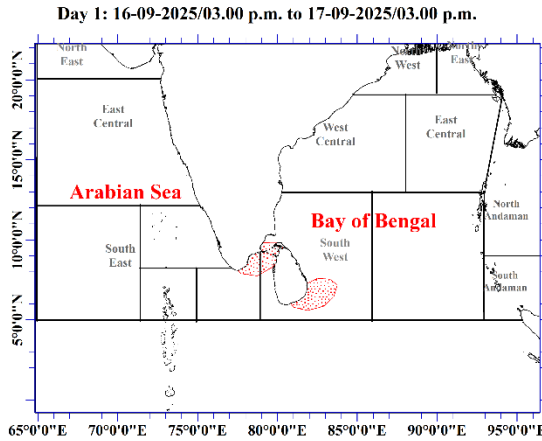 Day 1: 16-09-2025/03.00 p.m. to 17-09-2025/03.00 p.m.
North
East
North
West
East
20°0'0"N
East
Central
West
Central
East
Central
15°0'0"N
Arabian Sea
North
Andaman
Bay of Bengal
10°0'0"N
South
East
South
West
South
Andaman
5°0'0"N
65°0'0"E
70°0'0"E
75°0'0"E
80°0'0"E
85°0'0"E
90°0'0"E
95°0'0"E